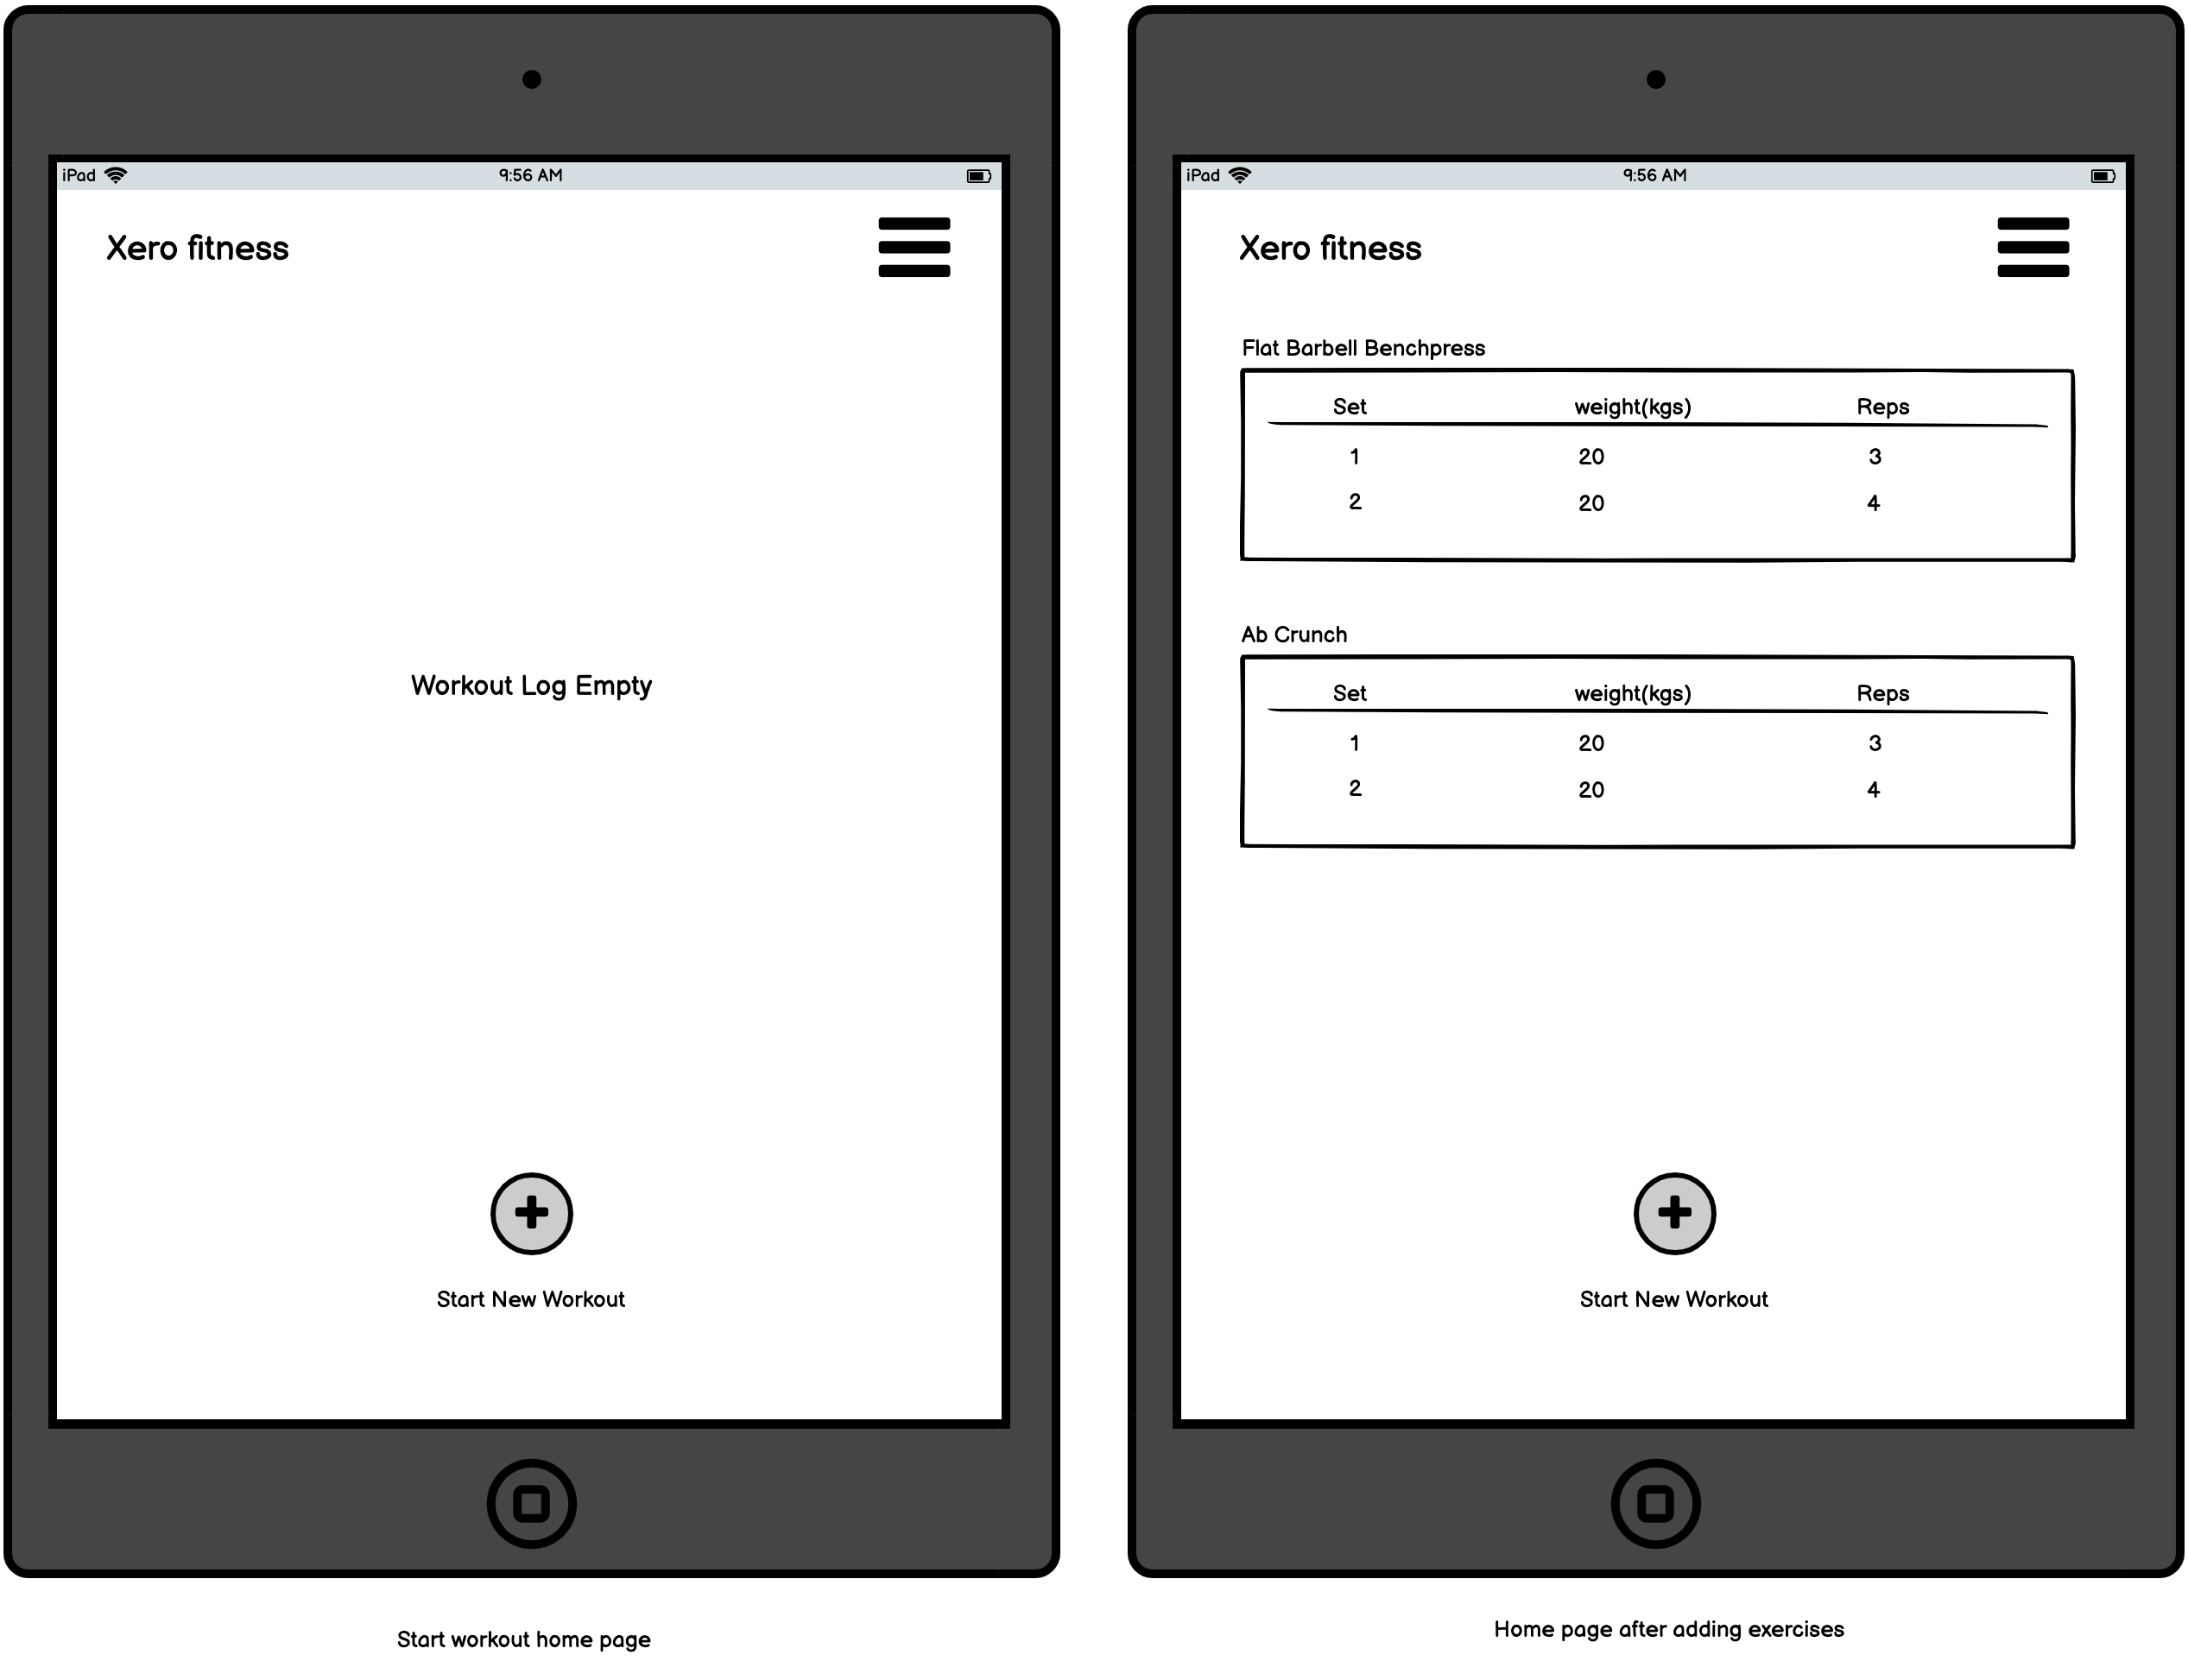 iPad 9:56 AM
Xero fitness
Workout Log Empty
Start New Workout
Start workout home page
iPad 9:56 AM
Xero fitness
Flat Barbell Benchpress
Set weight(kgs) Reps
1 20 3
2 20 4
Ab Crunch
Set weight(kgs) Reps
1 20 3
2 20 4
Start New Workout
Home page after adding exercises